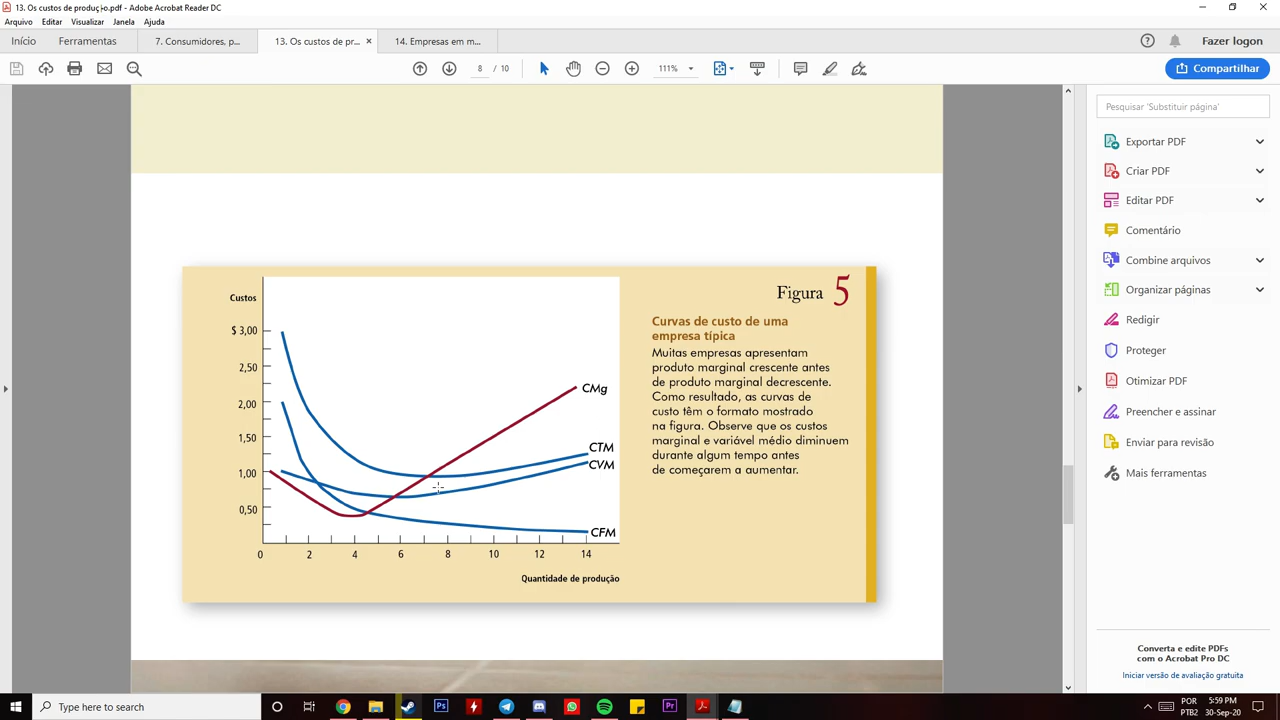 13. Os custos de produção.pdf - Adobe Acrobat Reader DC
Arquivo Editar Visualizar Janela Ajuda
Início Ferramentas 7. Consumidores, p... 13. Os custos de pr... × 14. Empresas em m... Fazer logon
8 / 10 111% Compartilhar
Pesquisar 'Substituir página'
Exportar PDF
Criar PDF
Editar PDF
Comentário
Combine arquivos
Organizar páginas
Redigir
Proteger
Otimizar PDF
Preencher e assinar
Enviar para revisão
Mais ferramentas
Converta e edite PDFs
com o Acrobat Pro DC
Iniciar versão de avaliação gratuita
Figura 5
Curvas de custo de uma
empresa típica
Muitas empresas apresentam
produto marginal crescente antes
de produto marginal decrescente.
Como resultado, as curvas de
custo têm o formato mostrado
na figura. Observe que os custos
marginal e variável médio diminuem
durante algum tempo antes
de começarem a aumentar.
Custos
$ 3,00
2,50
2,00
1,50
1,00
0,50
CMg
CTM
CVM
CFM
0 2 4 6 8 10 12 14
Quantidade de produção
Type here to search
POR
PTB2
5:59 PM
30-Sep-20